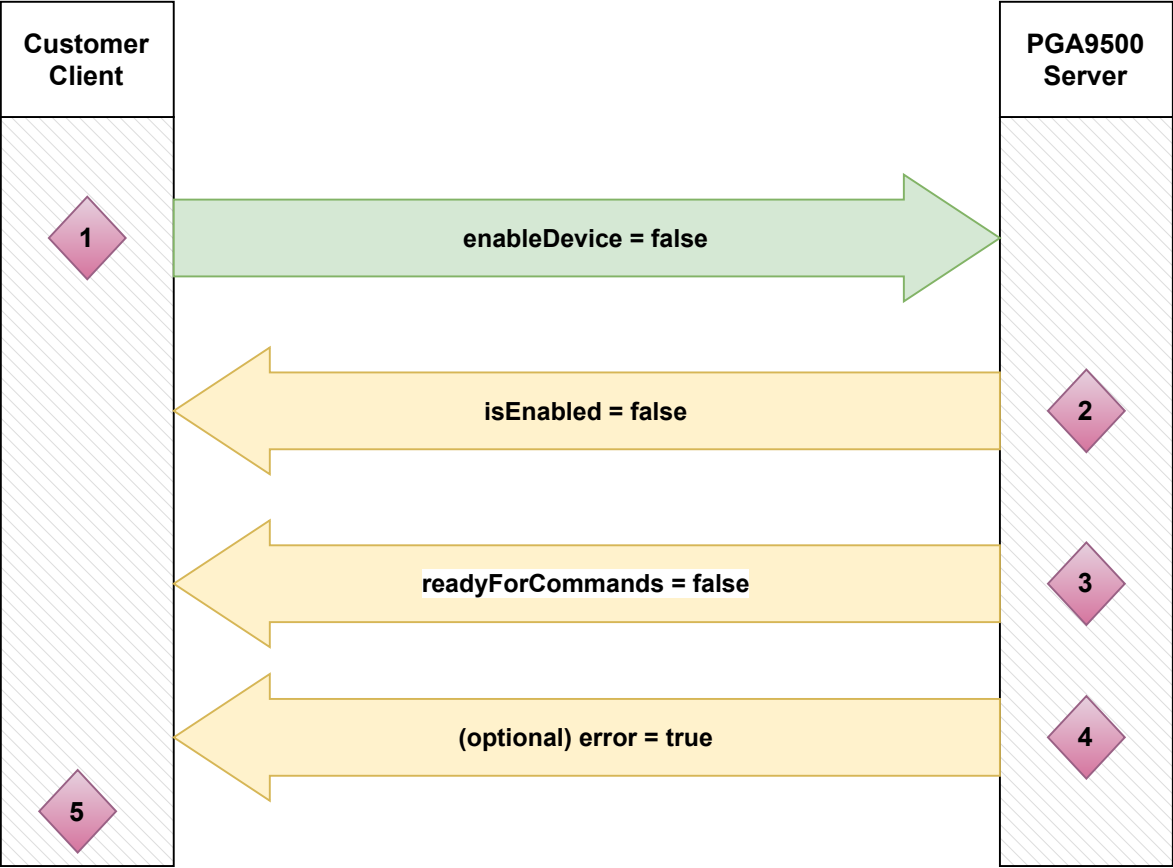 Customer
Client
PGA9500
Server
1
enableDevice = false
isEnabled = false
2
readyForCommands = false
3
(optional) error = true
4
5